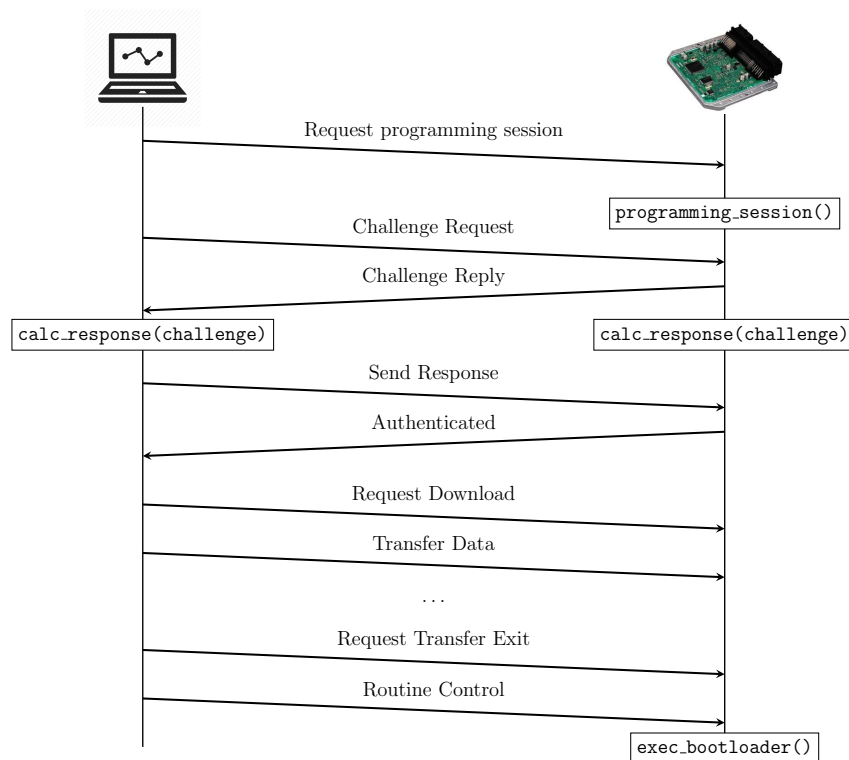 Request programming session
programming_session()
Challenge Request
Challenge Reply
calc_response(challenge)
calc_response(challenge)
Send Response
Authenticated
Request Download
Transfer Data
...
Request Transfer Exit
Routine Control
exec_bootloader()